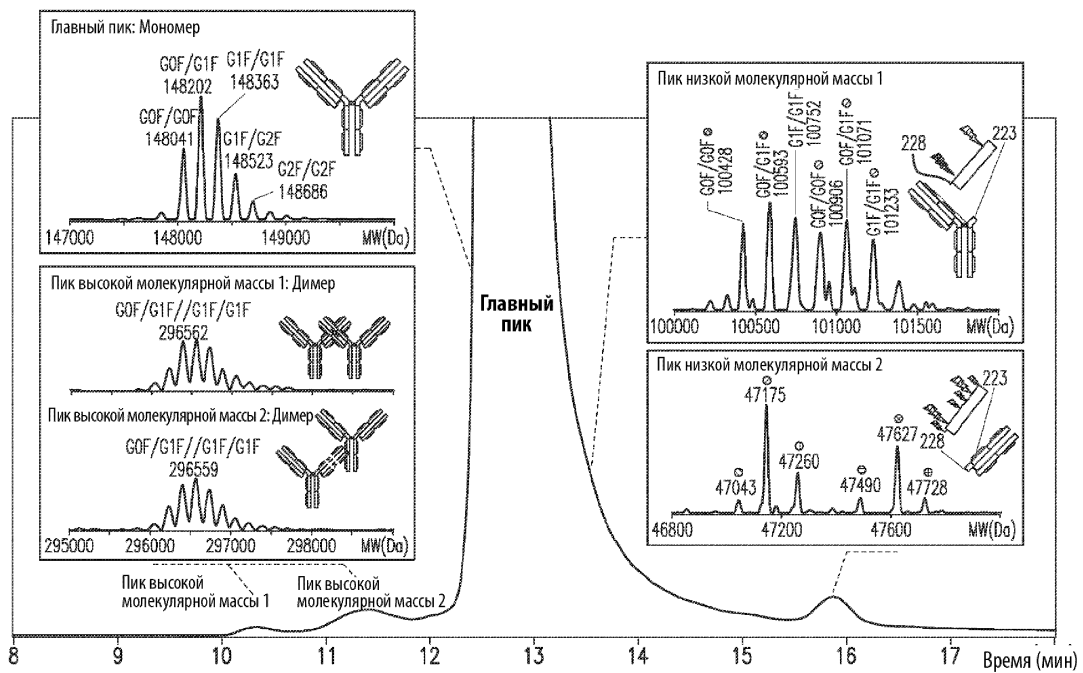 Главный пик: Мономер
G0F/G1F
148202
G1F/G1F
148363
G0F/G0F
148041
G1F/G2F
148523
G2F/G2F
148686
147000 148000 149000 MW(Da)
Пик высокой молекулярной массы 1: Димер
G0F/G1F//G1F/G1F
296562
Пик высокой молекулярной массы 2: Димер
G0F/G1F//G1F/G1F
296559
295000 296000 297000 298000 MW(Da)
Пик высокой
молекулярной массы 1
Пик высокой
молекулярной массы 2
Главный
пик
Пик низкой молекулярной массы 1
G0F/G0F
100428
G0F/G1F
100593
G1F/G1F
100752
G0F/G0F
100906
G0F/G1F
101071
G1F/G1F
101233
228
223
100000 100500 101000 101500 MW(Da)
Пик низкой молекулярной массы 2
47043
47175
47260
47490
47627
47728
223
228
46800 47200 47600 MW(Da)
8 9 10 11 12 13 14 15 16 17 Время (мин)